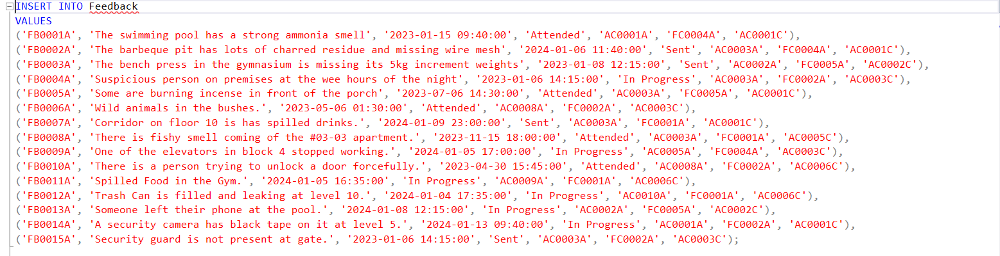 INSERT INTO Feedback
VALUES
('FB0001A', 'The swimming pool has a strong ammonia smell', '2023-01-15 09:40:00', 'Attended', 'AC0001A', 'FC0004A', 'AC0001C'),
('FB0002A', 'The barbeque pit has lots of charred residue and missing wire mesh', '2024-01-06 11:40:00', 'Sent', 'AC0003A', 'FC0004A', 'AC0001C'),
('FB0003A', 'The bench press in the gymnasium is missing its 5kg increment weights', '2023-01-08 12:15:00', 'Sent', 'AC0002A', 'FC0005A', 'AC0002C'),
('FB0004A', 'Suspicious person on premises at the wee hours of the night', '2023-01-06 14:15:00', 'In Progress', 'AC0003A', 'FC0002A', 'AC0003C'),
('FB0005A', 'Some are burning incense in front of the porch', '2023-07-06 14:30:00', 'Attended', 'AC0003A', 'FC0005A', 'AC0001C'),
('FB0006A', 'Wild animals in the bushes.', '2023-05-06 01:30:00', 'Attended', 'AC0008A', 'FC0002A', 'AC0003C'),
('FB0007A', 'Corridor on floor 10 is has spilled drinks.', '2024-01-09 23:00:00', 'Sent', 'AC0003A', 'FC0001A', 'AC0001C'),
('FB0008A', 'There is fishy smell coming of the #03-03 apartment.', '2023-11-15 18:00:00', 'Attended', 'AC0003A', 'FC0001A', 'AC0005C'),
('FB0009A', 'One of the elevators in block 4 stopped working.', '2024-01-05 17:00:00', 'In Progress', 'AC0005A', 'FC0004A', 'AC0003C'),
('FB0010A', 'There is a person trying to unlock a door forcefully.', '2023-04-30 15:45:00', 'Attended', 'AC0008A', 'FC0002A', 'AC0006C'),
('FB0011A', 'Spilled Food in the Gym.', '2024-01-05 16:35:00', 'In Progress', 'AC0009A', 'FC0001A', 'AC0006C'),
('FB0012A', 'Trash Can is filled and leaking at level 10.', '2024-01-04 17:35:00', 'In Progress', 'AC0010A', 'FC0001A', 'AC0006C'),
('FB0013A', 'Someone left their phone at the pool.', '2024-01-08 12:15:00', 'In Progress', 'AC0002A', 'FC0005A', 'AC0002C'),
('FB0014A', 'A security camera has black tape on it at level 5.', '2024-01-13 09:40:00', 'In Progress', 'AC0001A', 'FC0002A', 'AC0001C'),
('FB0015A', 'Security guard is not present at gate.', '2023-01-06 14:15:00', 'Sent', 'AC0003A', 'FC0002A', 'AC0003C');